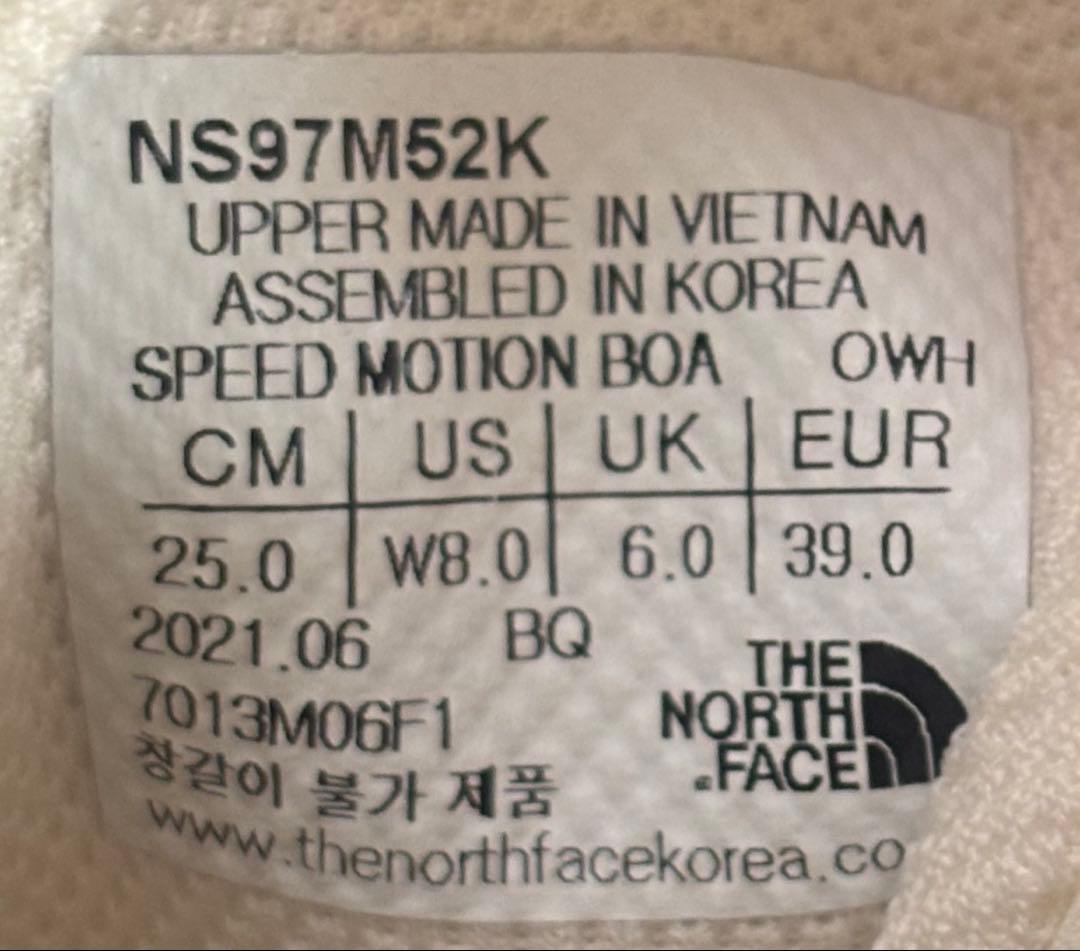 NS97M52K
UPPER MADE IN VIETNAM
ASSEMBLED IN KOREA
SPEED MOTION BOA OWH
CM US UK EUR
25.0 W8.0 6.0 39.0
2021.06 BQ
7013M06F1
창갈이 불가 제품
www.thenorthfacekorea.co
THE
NORTH
FACE